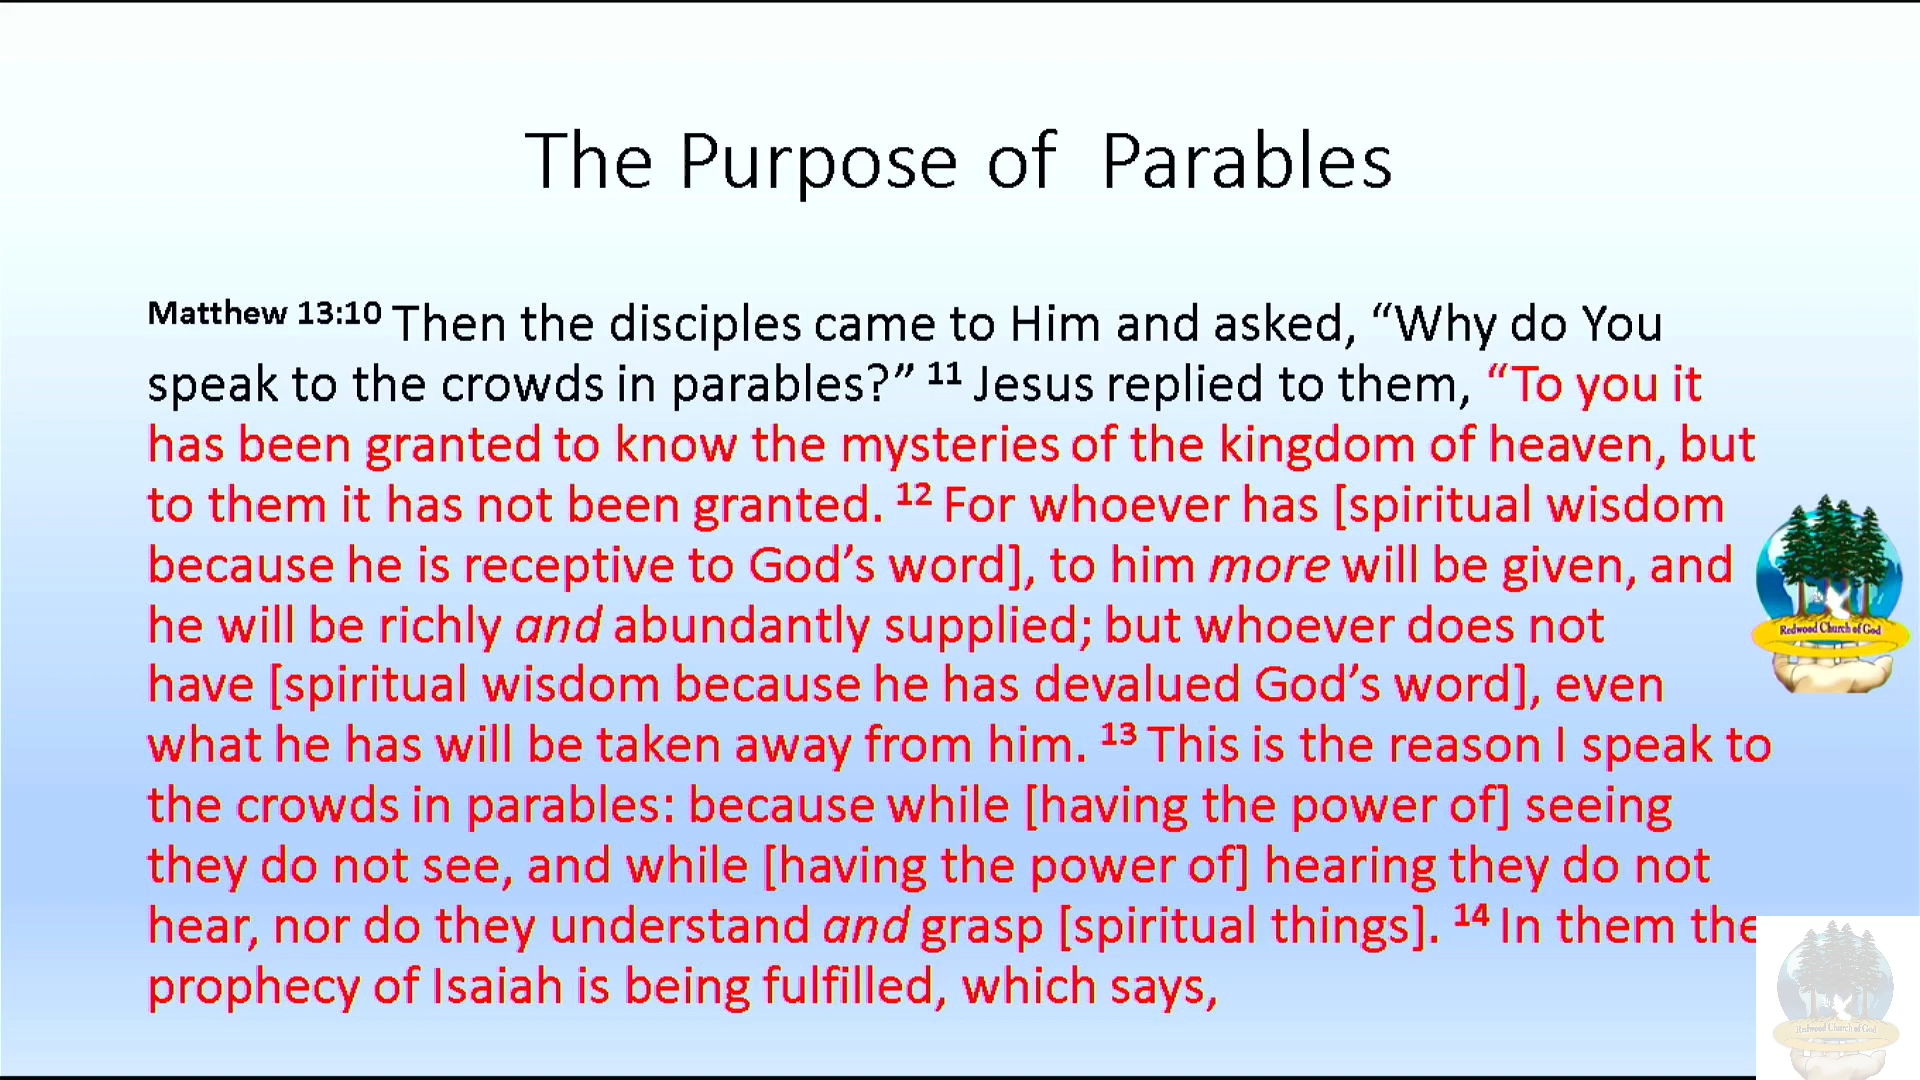 The Purpose of  Parables
Matthew 13:10 Then the disciples came to Him and asked, “Why do You
speak to the crowds in parables?” 11 Jesus replied to them, “To you it
has been granted to know the mysteries of the kingdom of heaven, but
to them it has not been granted. 12 For whoever has [spiritual wisdom
because he is receptive to God’s word], to him more will be given, and
he will be richly and abundantly supplied; but whoever does not
have [spiritual wisdom because he has devalued God’s word], even
what he has will be taken away from him. 13 This is the reason I speak to
the crowds in parables: because while [having the power of] seeing
they do not see, and while [having the power of] hearing they do not
hear, nor do they understand and grasp [spiritual things]. 14 In them the
prophecy of Isaiah is being fulfilled, which says,
Redwood Church of God
Redwood Church of God